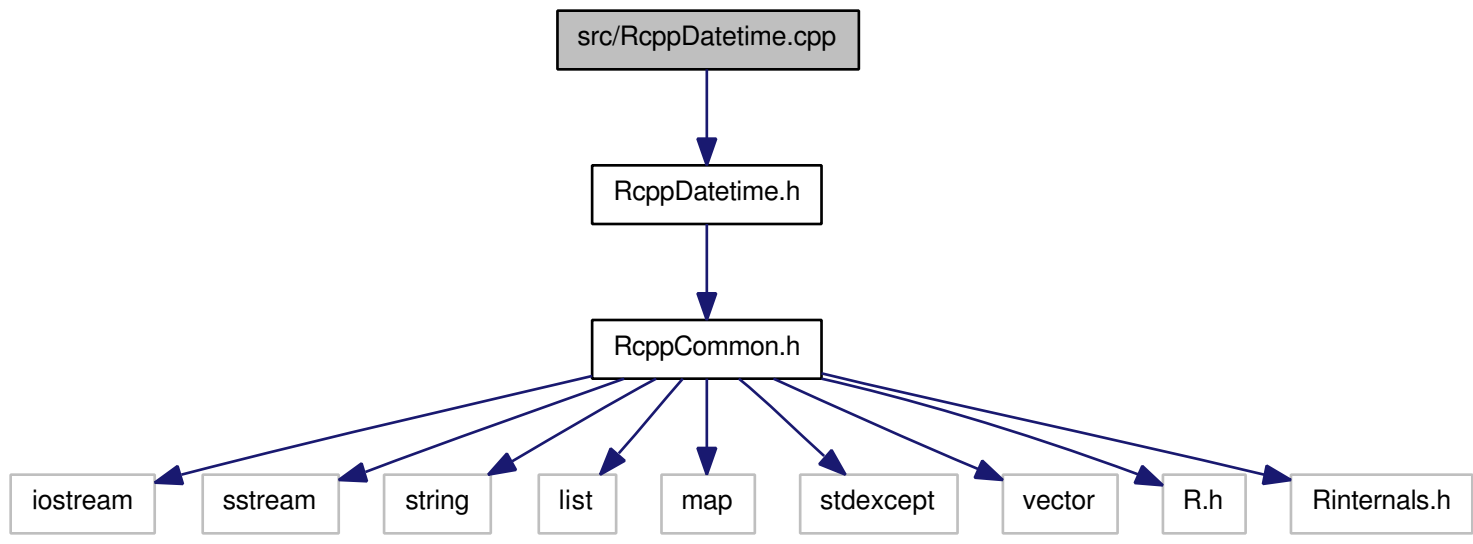 src/RcppDatetime.cpp
RcppDatetime.h
RcppCommon.h
iostream
sstream
string
list
map
stdexcept
vector
R.h
Rinternals.h